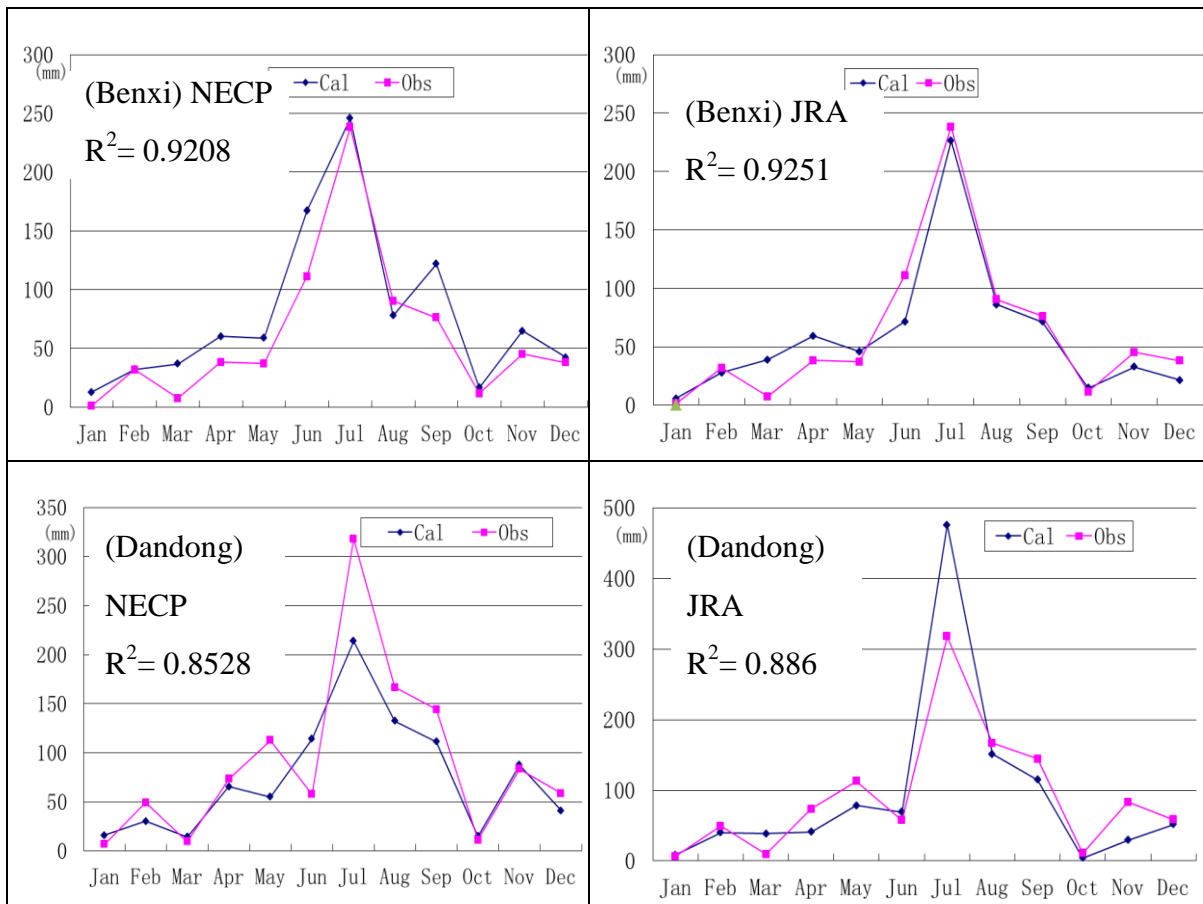 300
(mm)
250
200
150
100
50
0
Cal Obs
(Benxi) NECP
R²= 0.9208
Jan Feb Mar Apr May Jun Jul Aug Sep Oct Nov Dec
300
(mm)
250
200
150
100
50
0
Cal Obs
(Benxi) JRA
R²= 0.9251
Jan Feb Mar Apr May Jun Jul Aug Sep Oct Nov Dec
350
(mm)
300
250
200
150
100
50
0
Cal Obs
(Dandong)
NECP
R²= 0.8528
Jan Feb Mar Apr May Jun Jul Aug Sep Oct Nov Dec
500
(mm)
400
300
200
100
0
Cal Obs
(Dandong)
JRA
R²= 0.886
Jan Feb Mar Apr May Jun Jul Aug Sep Oct Nov Dec